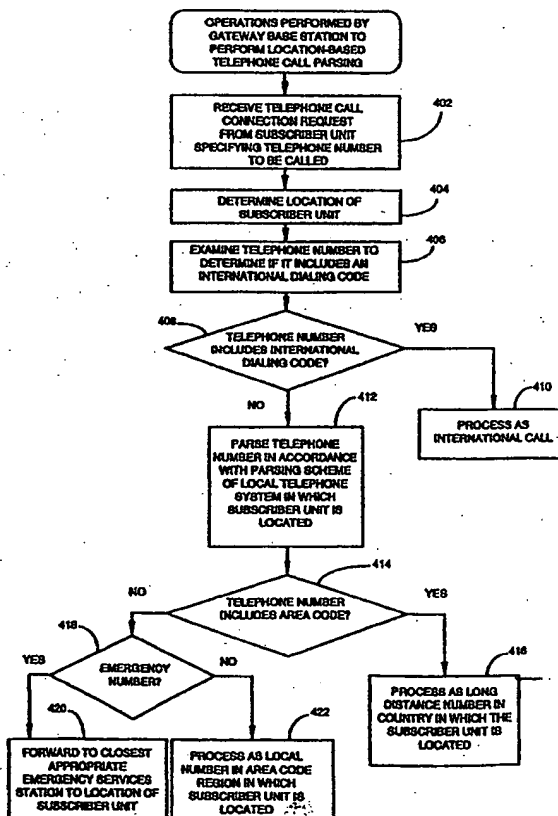 OPERATIONS PERFORMED BY
GATEWAY BASE STATION TO
PERFORM LOCATION-BASED
TELEPHONE CALL PARSING
402
RECEIVE TELEPHONE CALL
CONNECTION REQUEST
FROM SUBSCRIBER UNIT
SPECIFYING TELEPHONE NUMBER
TO BE CALLED
404
DETERMINE LOCATION OF
SUBSCRIBER UNIT
406
EXAMINE TELEPHONE NUMBER TO
DETERMINE IF IT INCLUDES AN
INTERNATIONAL DIALING CODE
408
TELEPHONE NUMBER
INCLUDES INTERNATIONAL
DIALING CODE?
YES
410
PROCESS AS
INTERNATIONAL CALL
NO
412
PARSE TELEPHONE
NUMBER IN ACCORDANCE
WITH PARSING SCHEME
OF LOCAL TELEPHONE
SYSTEM IN WHICH
SUBSCRIBER UNIT IS
LOCATED
414
TELEPHONE NUMBER
INCLUDES AREA CODE?
NO
YES
418
EMERGENCY
NUMBER?
YES
NO
416
PROCESS AS LONG
DISTANCE NUMBER IN
COUNTRY IN WHICH THE
SUBSCRIBER UNIT IS
LOCATED
420
FORWARD TO CLOSEST
APPROPRIATE
EMERGENCY SERVICES
STATION TO LOCATION OF
SUBSCRIBER UNIT
422
PROCESS AS LOCAL
NUMBER IN AREA CODE
REGION IN WHICH
SUBSCRIBER UNIT IS
LOCATED